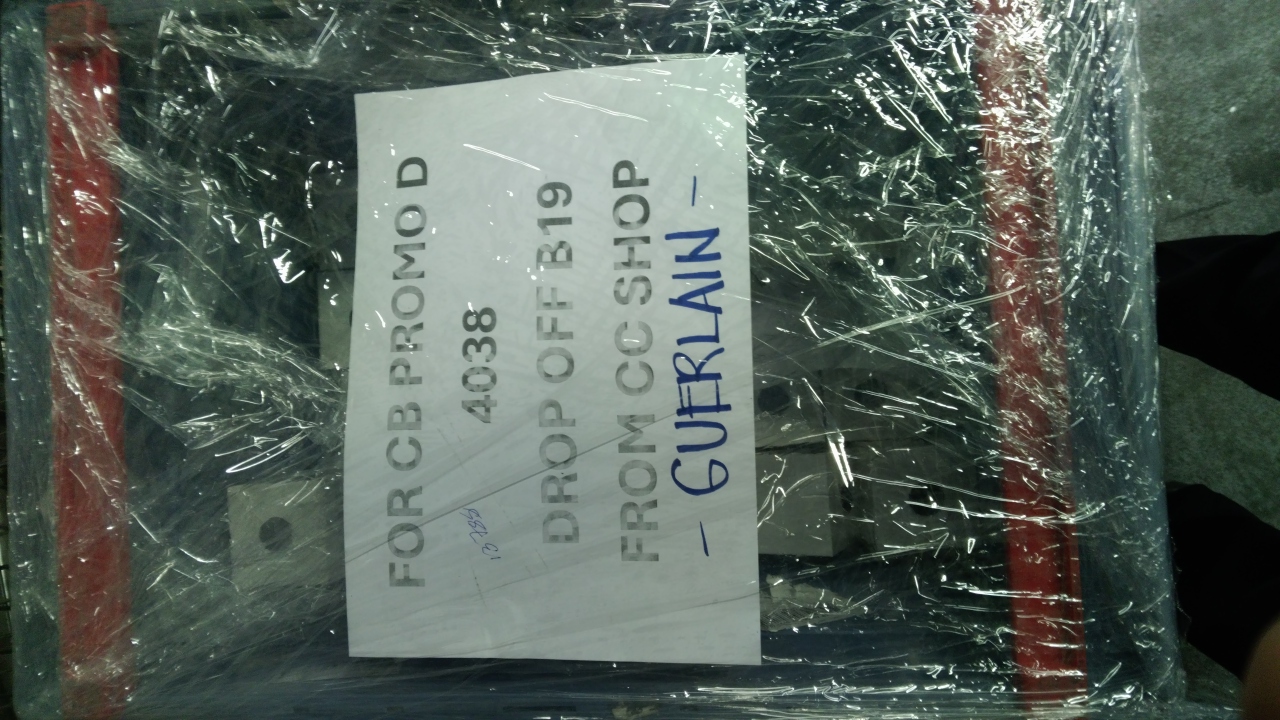 FOR CB PROMO D
4038
DROP OFF B19
FROM CC SHOP
- GUERLAIN -